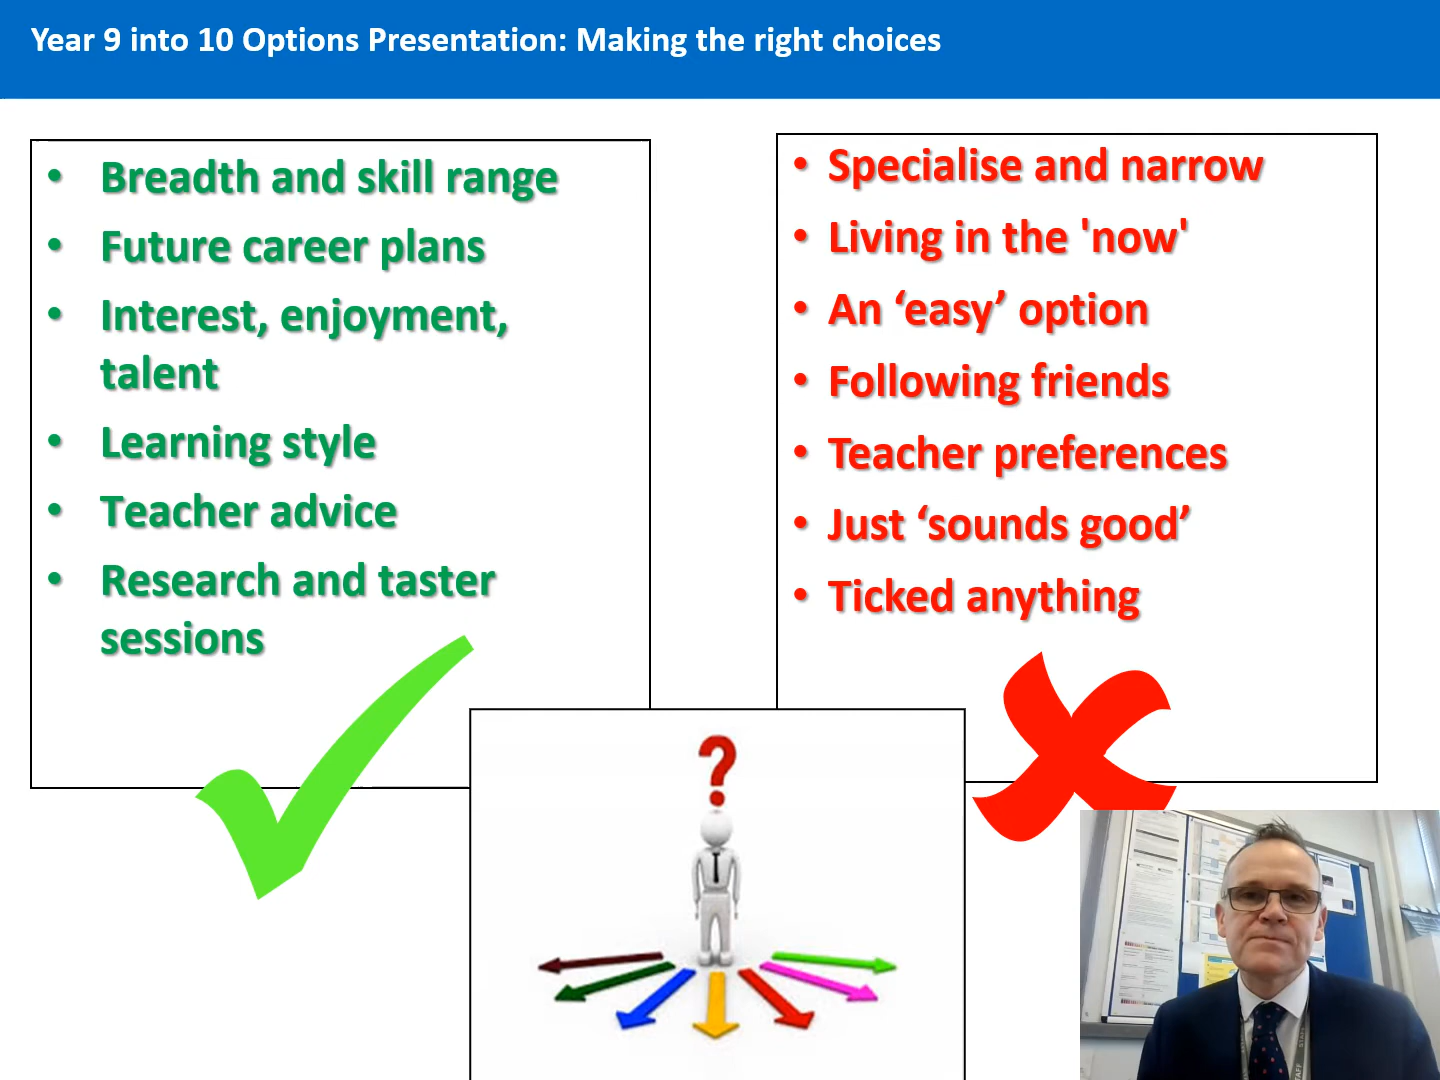 Year 9 into 10 Options Presentation: Making the right choices
• Breadth and skill range
• Future career plans
• Interest, enjoyment,
talent
• Learning style
• Teacher advice
• Research and taster
sessions
• Specialise and narrow
• Living in the 'now'
• An ‘easy’ option
• Following friends
• Teacher preferences
• Just ‘sounds good’
• Ticked anything
?